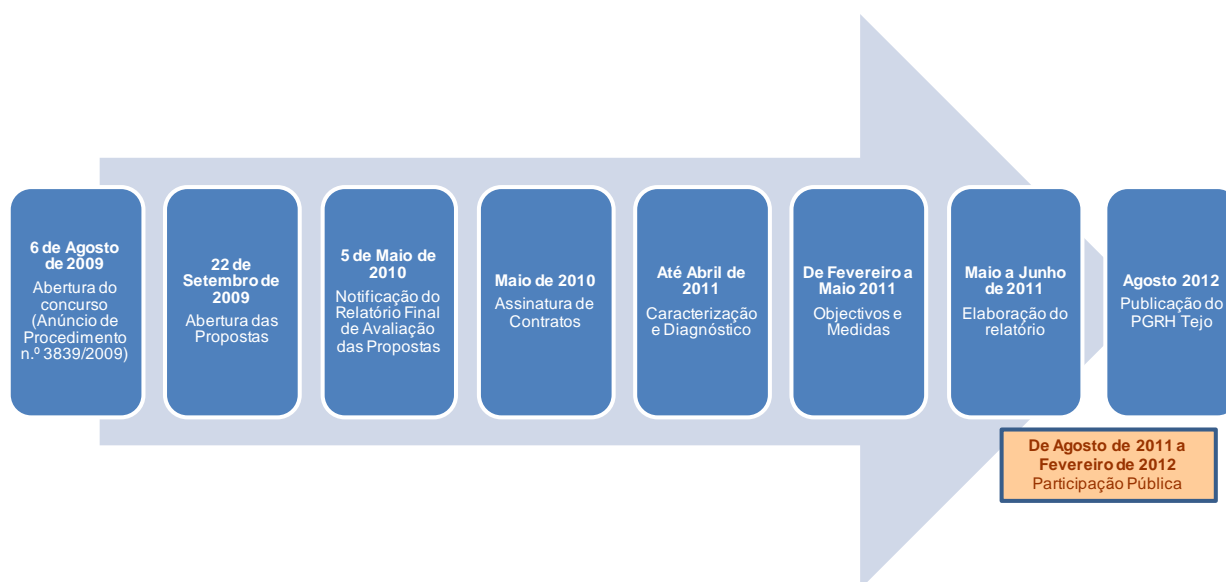 6 de Agosto
de 2009
Abertura do
concurso
(Anúncio de
Procedimento
n.º 3839/2009)
22 de
Setembro de
2009
Abertura das
Propostas
5 de Maio de
2010
Notificação do
Relatório Final
de Avaliação
das Propostas
Maio de 2010
Assinatura de
Contratos
Até Abril de
2011
Caracterização
e Diagnóstico
De Fevereiro a
Maio 2011
Objectivos e
Medidas
Maio a Junho
de 2011
Elaboração do
relatório
Agosto 2012
Publicação do
PGRH Tejo
De Agosto de 2011 a
Fevereiro de 2012
Participação Pública